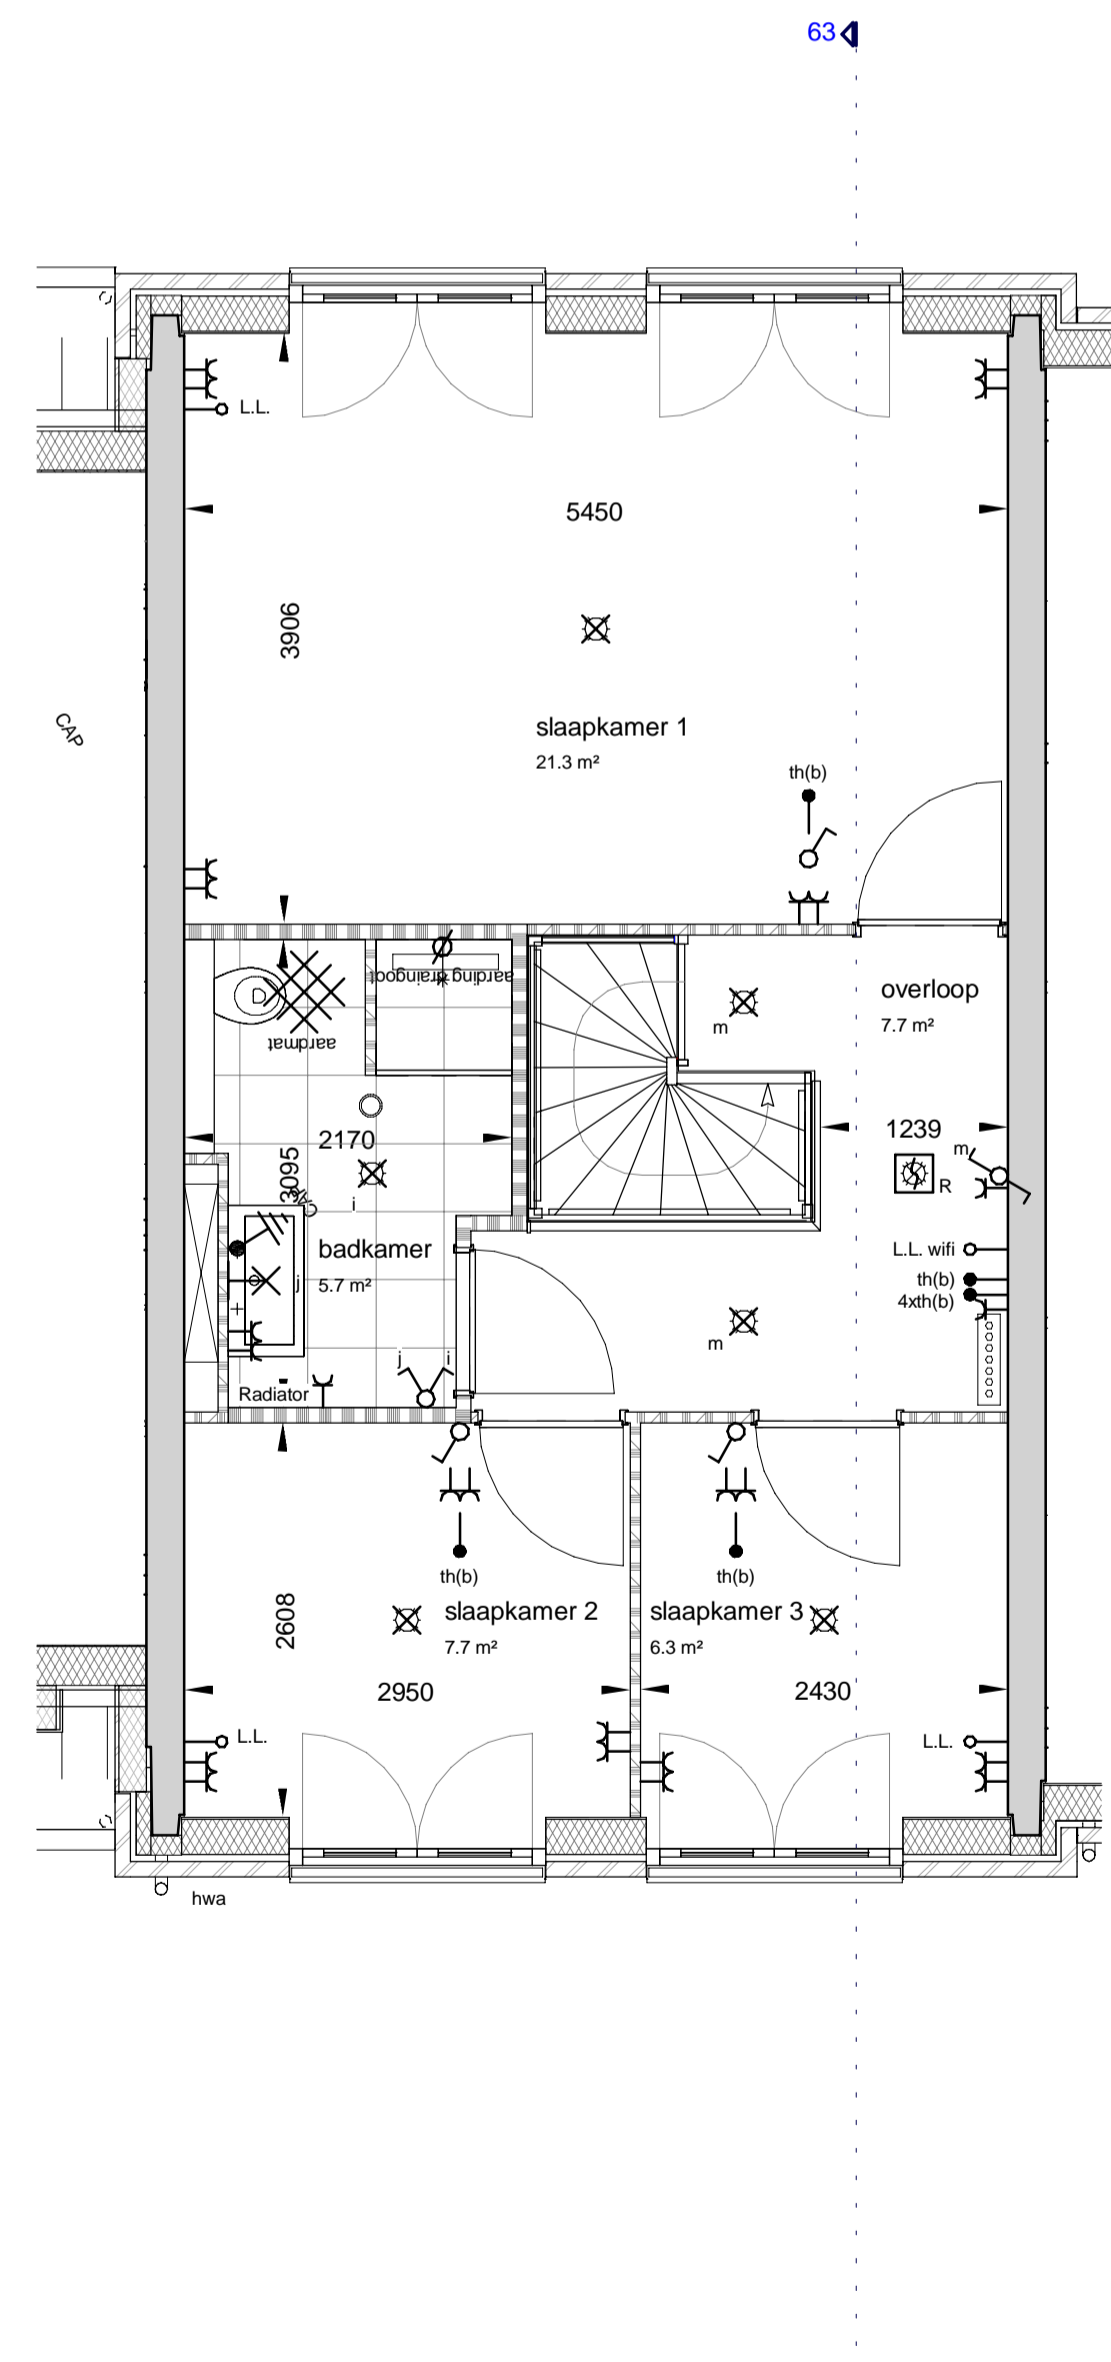 63
L.L.
5450
3906
CAP
slaapkamer 1
21.3 m²
th(b)
aarding draingoot
aardmat
overloop
7.7 m²
m
2170
3095
1239
m
R
i
CAP
badkamer
5.7 m²
j
L.L. wifi
th(b)
4xth(b)
m
j
i
Radiator
th(b)
th(b)
2608
slaapkamer 2
7.7 m²
slaapkamer 3
6.3 m²
2950
2430
L.L.
L.L.
hwa